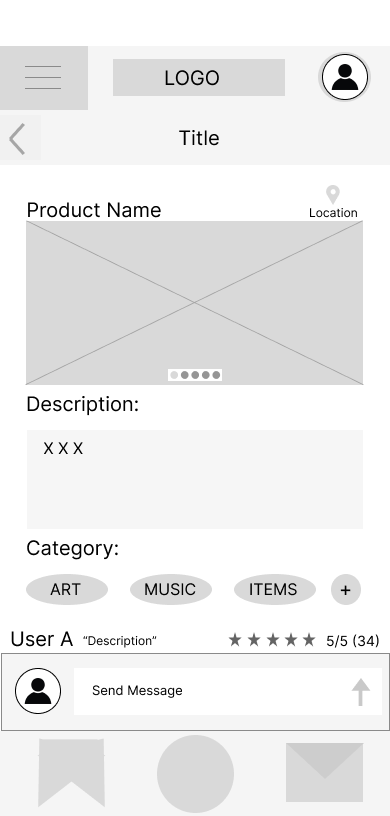 LOGO
Title
Product Name
Location
Description:
X X X
Category:
ART MUSIC ITEMS +
User A “Description” 5/5 (34)
Send Message